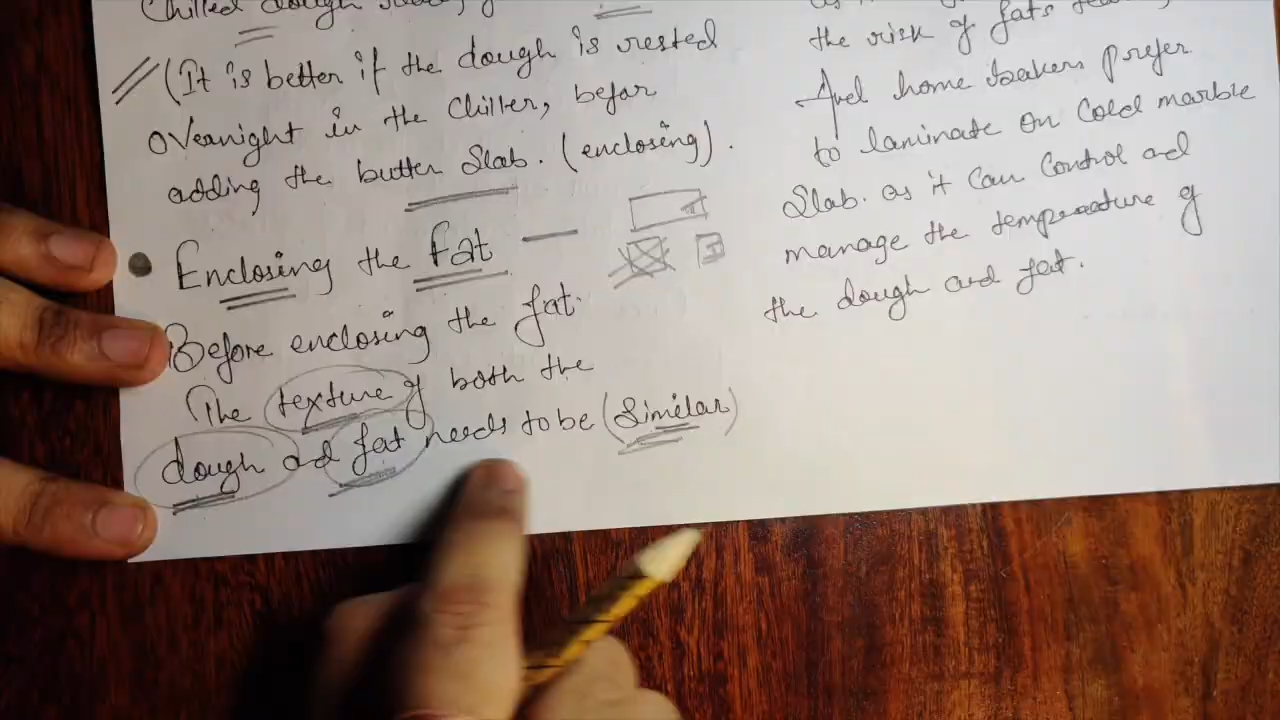 Chilled dough
(It is better if the dough is rested
overnight in the chiller, befor
adding the butter Slab. (enclosing).
• Enclosing the fat —
Before enclosing the fat.
The texture of both the
dough and fat needs to be (Similar)
the risk of fats
And home bakers prefer
to laminate on cold marble
Slab. as it can control and
manage the temperature of
the dough and fat.